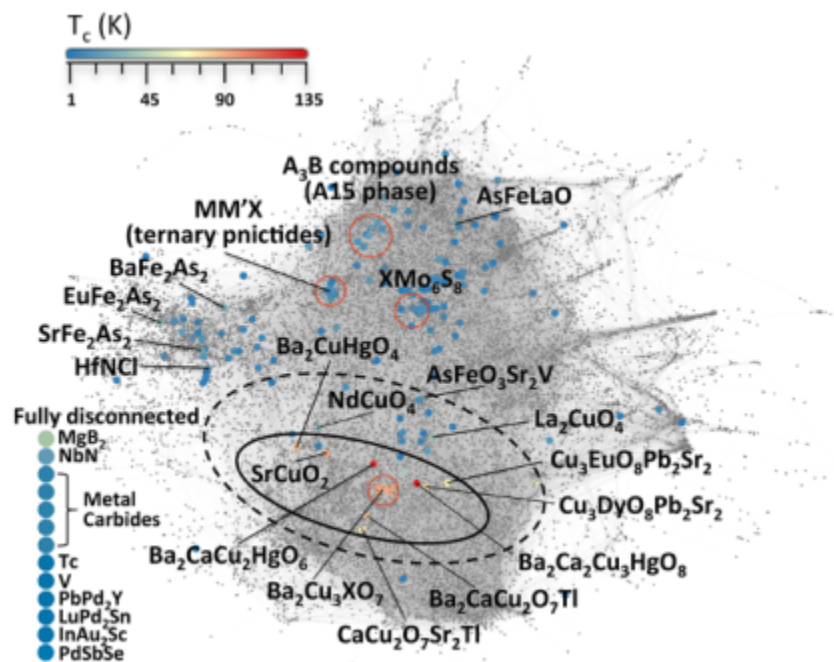 T_c (K)
1 45 90 135
A₃B compounds
(A15 phase)
AsFeLaO
MM'X
(ternary pnictides)
BaFe₂As₂
XMo₆S₈
EuFe₂As₂
SrFe₂As₂
Ba₂CuHgO₄
HfNCl
AsFeO₃Sr₂V
NdCuO₄
Fully disconnected
La₂CuO₄
MgB₂
NbN
Cu₃EuO₈Pb₂Sr₂
SrCuO₂
Metal
Carbides
Cu₃DyO₈Pb₂Sr₂
Ba₂CaCu₂HgO₆
Ba₂Ca₂Cu₃HgO₈
Tc
V
Ba₂Cu₃XO₇
Ba₂CaCu₂O₇Tl
PbPd₂Y
LuPd₂Sn
CaCu₂O₇Sr₂Tl
InAu₂Sc
PdSbSe